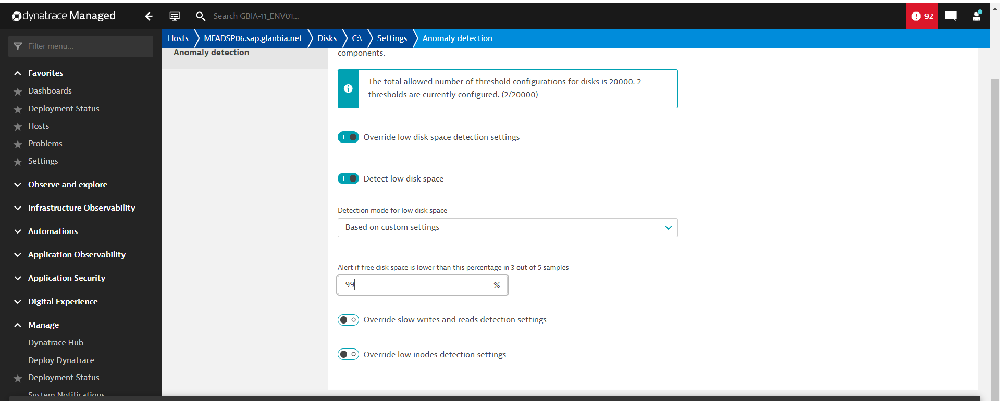 dynatrace Managed
Search GBIA-11_ENV01...
92
Filter menu...
Hosts
MFADSP06.sap.glanbia.net
Disks
C:\
Settings
Anomaly detection
Favorites
Dashboards
Deployment Status
Hosts
Problems
Settings
Observe and explore
Infrastructure Observability
Automations
Application Observability
Application Security
Digital Experience
Manage
Dynatrace Hub
Deploy Dynatrace
Deployment Status
System Notifications
Anomaly detection
components.
The total allowed number of threshold configurations for disks is 20000. 2
thresholds are currently configured. (2/20000)
Override low disk space detection settings
Detect low disk space
Detection mode for low disk space
Based on custom settings
Alert if free disk space is lower than this percentage in 3 out of 5 samples
99 %
Override slow writes and reads detection settings
Override low inodes detection settings